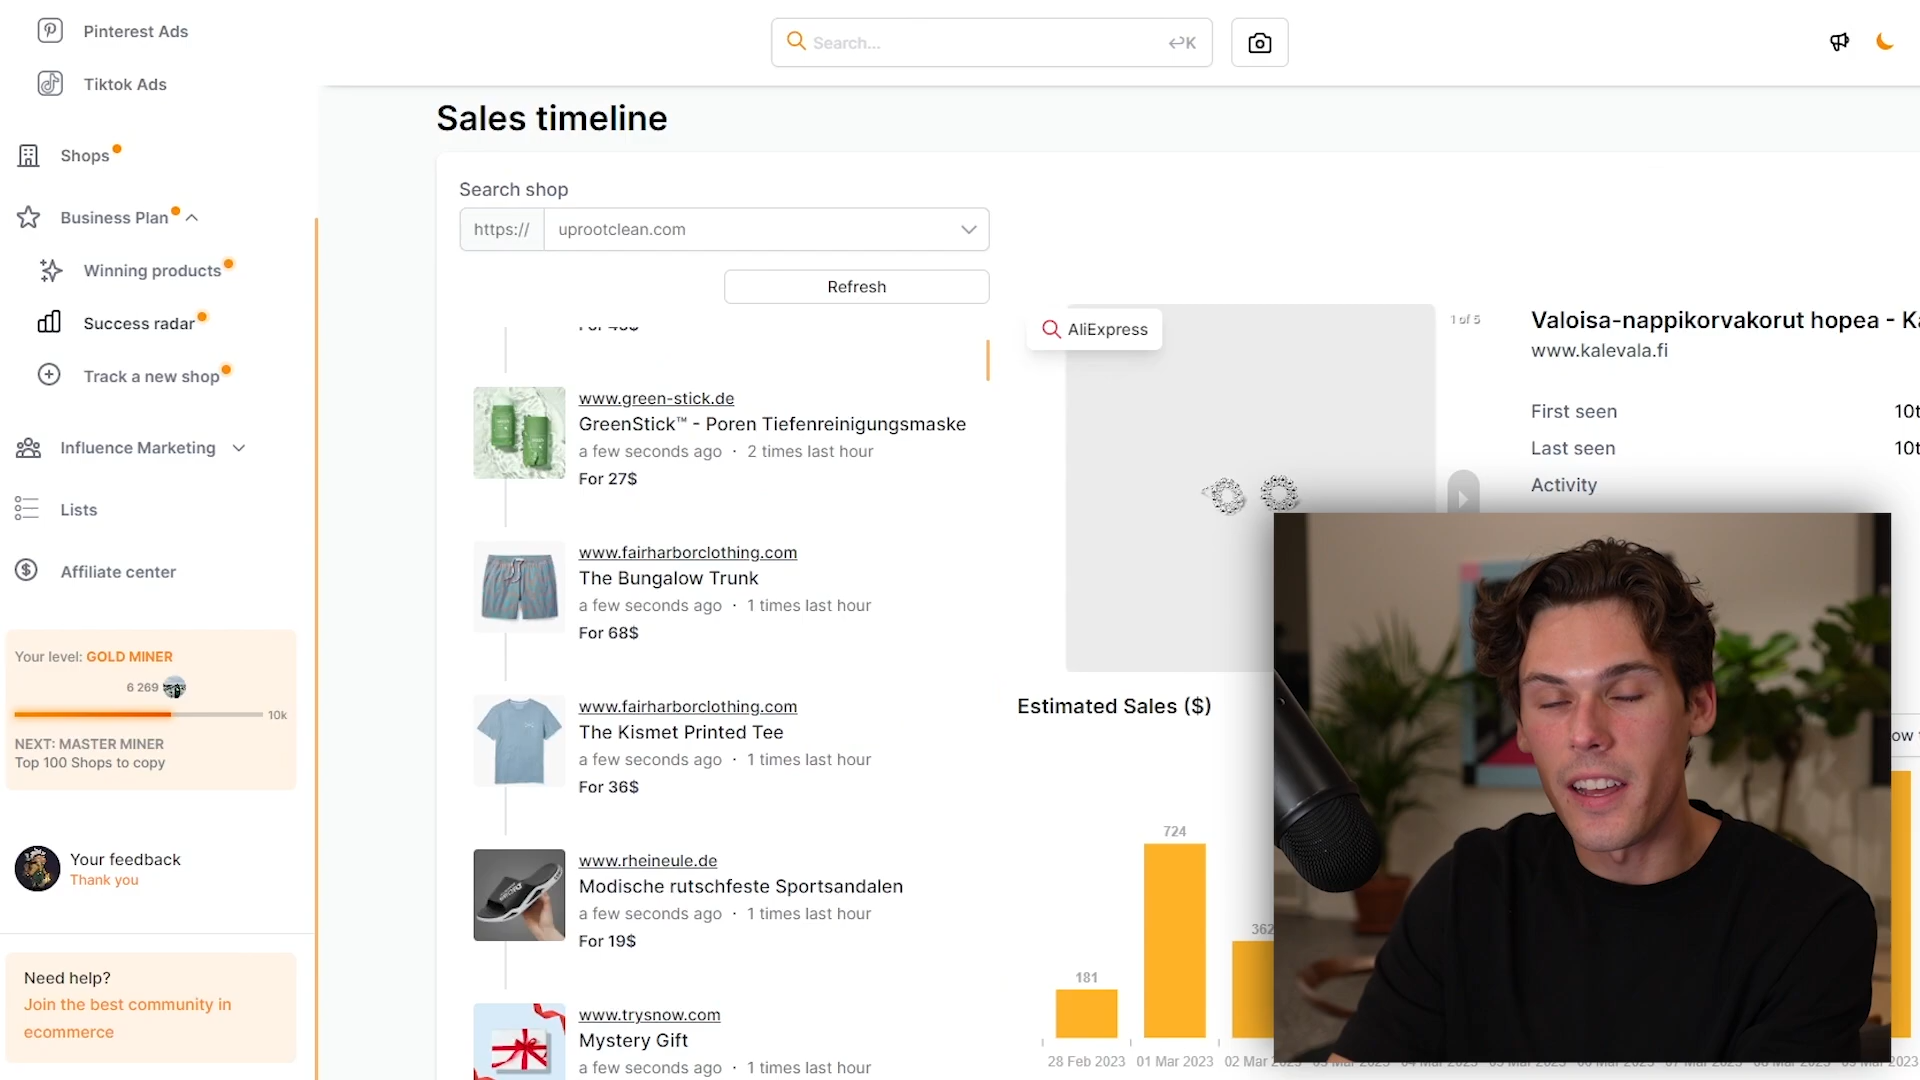 Pinterest Ads
Tiktok Ads
Shops
Business Plan
Winning products
Success radar
Track a new shop
Influence Marketing
Lists
Affiliate center
Your level: GOLD MINER
6 269
10k
NEXT: MASTER MINER
Top 100 Shops to copy
Your feedback
Thank you
Need help?
Join the best community in
ecommerce
Search...
K
Sales timeline
Search shop
https://
uprootclean.com
Refresh
www.green-stick.de
GreenStick™ - Poren Tiefenreinigungsmaske
a few seconds ago · 2 times last hour
For 27$
www.fairharborclothing.com
The Bungalow Trunk
a few seconds ago · 1 times last hour
For 68$
www.fairharborclothing.com
The Kismet Printed Tee
a few seconds ago · 1 times last hour
For 36$
www.rheineule.de
Modische rutschfeste Sportsandalen
a few seconds ago · 1 times last hour
For 19$
www.trysnow.com
Mystery Gift
a few seconds ago · 1 times last hour
AliExpress
1 of 5
Valoisa-nappikorvakorut hopea - Ka
www.kalevala.fi
First seen
10t
Last seen
10t
Activity
Estimated Sales ($)
181
724
362
28 Feb 2023
01 Mar 2023
02 Mar